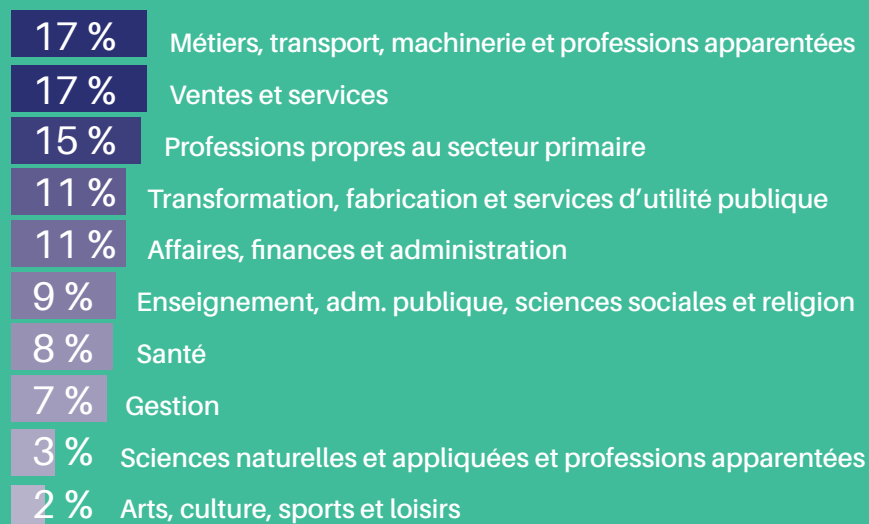 17 % Métiers, transport, machinerie et professions apparentées
17 % Ventes et services
15 % Professions propres au secteur primaire
11 % Transformation, fabrication et services d’utilité publique
11 % Affaires, finances et administration
9 % Enseignement, adm. publique, sciences sociales et religion
8 % Santé
7 % Gestion
3 % Sciences naturelles et appliquées et professions apparentées
2 % Arts, culture, sports et loisirs